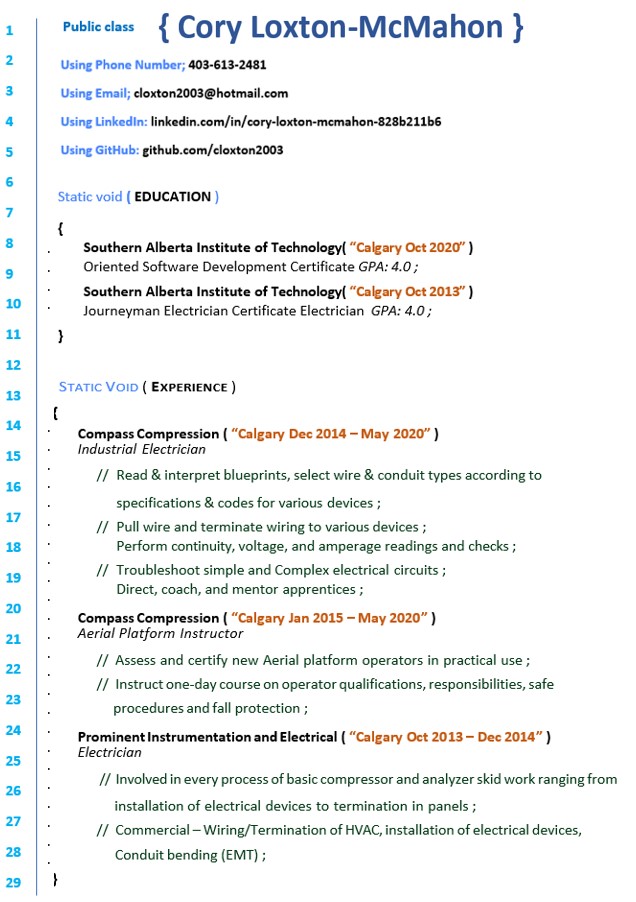 1 Public class { Cory Loxton-McMahon }
2 Using Phone Number; 403-613-2481
3 Using Email; cloxton2003@hotmail.com
4 Using LinkedIn: linkedin.com/in/cory-loxton-mcmahon-828b211b6
5 Using GitHub: github.com/cloxton2003
6
Static void ( EDUCATION )
7
{
8 Southern Alberta Institute of Technology( “Calgary Oct 2020” )
9 Oriented Software Development Certificate GPA: 4.0 ;
Southern Alberta Institute of Technology( “Calgary Oct 2013” )
10 Journeyman Electrician Certificate Electrician GPA: 4.0 ;
11 }
12
STATIC VOID ( EXPERIENCE )
13
{
14 Compass Compression ( “Calgary Dec 2014 – May 2020” )
15 Industrial Electrician
// Read & interpret blueprints, select wire & conduit types according to
16 specifications & codes for various devices ;
17 // Pull wire and terminate wiring to various devices ;
18 Perform continuity, voltage, and amperage readings and checks ;
19 // Troubleshoot simple and Complex electrical circuits ;
Direct, coach, and mentor apprentices ;
20 Compass Compression ( “Calgary Jan 2015 – May 2020” )
21 Aerial Platform Instructor
22 // Assess and certify new Aerial platform operators in practical use ;
// Instruct one-day course on operator qualifications, responsibilities, safe
23 procedures and fall protection ;
24 Prominent Instrumentation and Electrical ( “Calgary Oct 2013 – Dec 2014” )
25 Electrician
// Involved in every process of basic compressor and analyzer skid work ranging from
26 installation of electrical devices to termination in panels ;
27 // Commercial – Wiring/Termination of HVAC, installation of electrical devices,
28 Conduit bending (EMT) ;
29 }